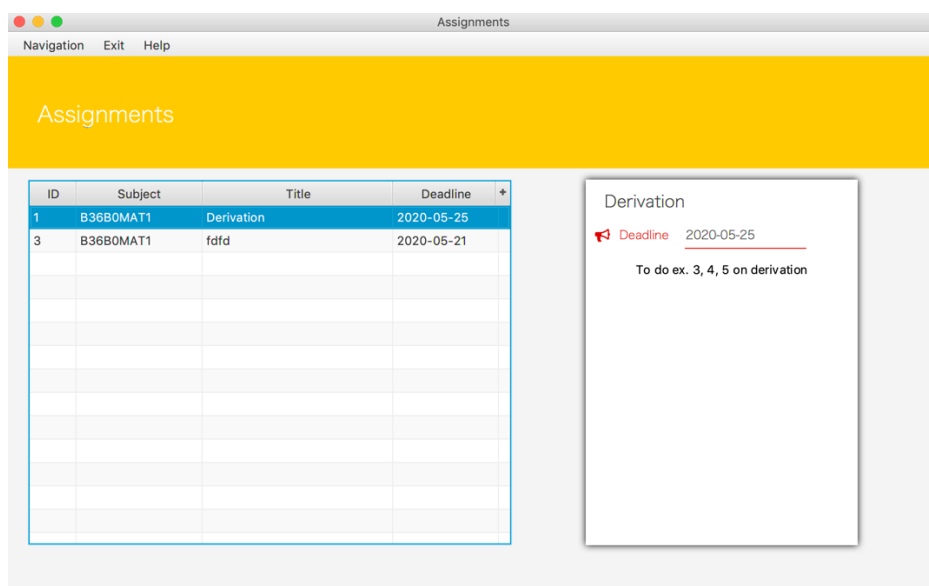 Assignments
Navigation Exit Help
Assignments
ID Subject Title Deadline +
1 B36B0MAT1 Derivation 2020-05-25
3 B36B0MAT1 fdfd 2020-05-21
Derivation
Deadline 2020-05-25
To do ex. 3, 4, 5 on derivation